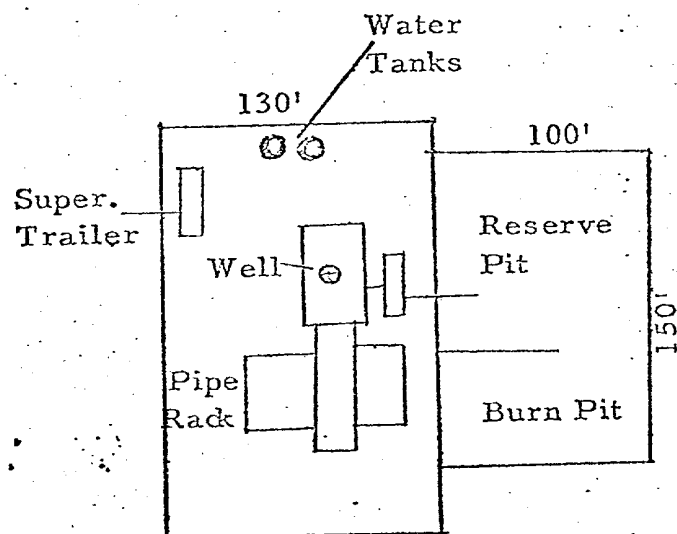 Water
Tanks
130'
100'
Super.
Trailer
Reserve
Pit
Well
150'
Pipe
Rack
Burn Pit